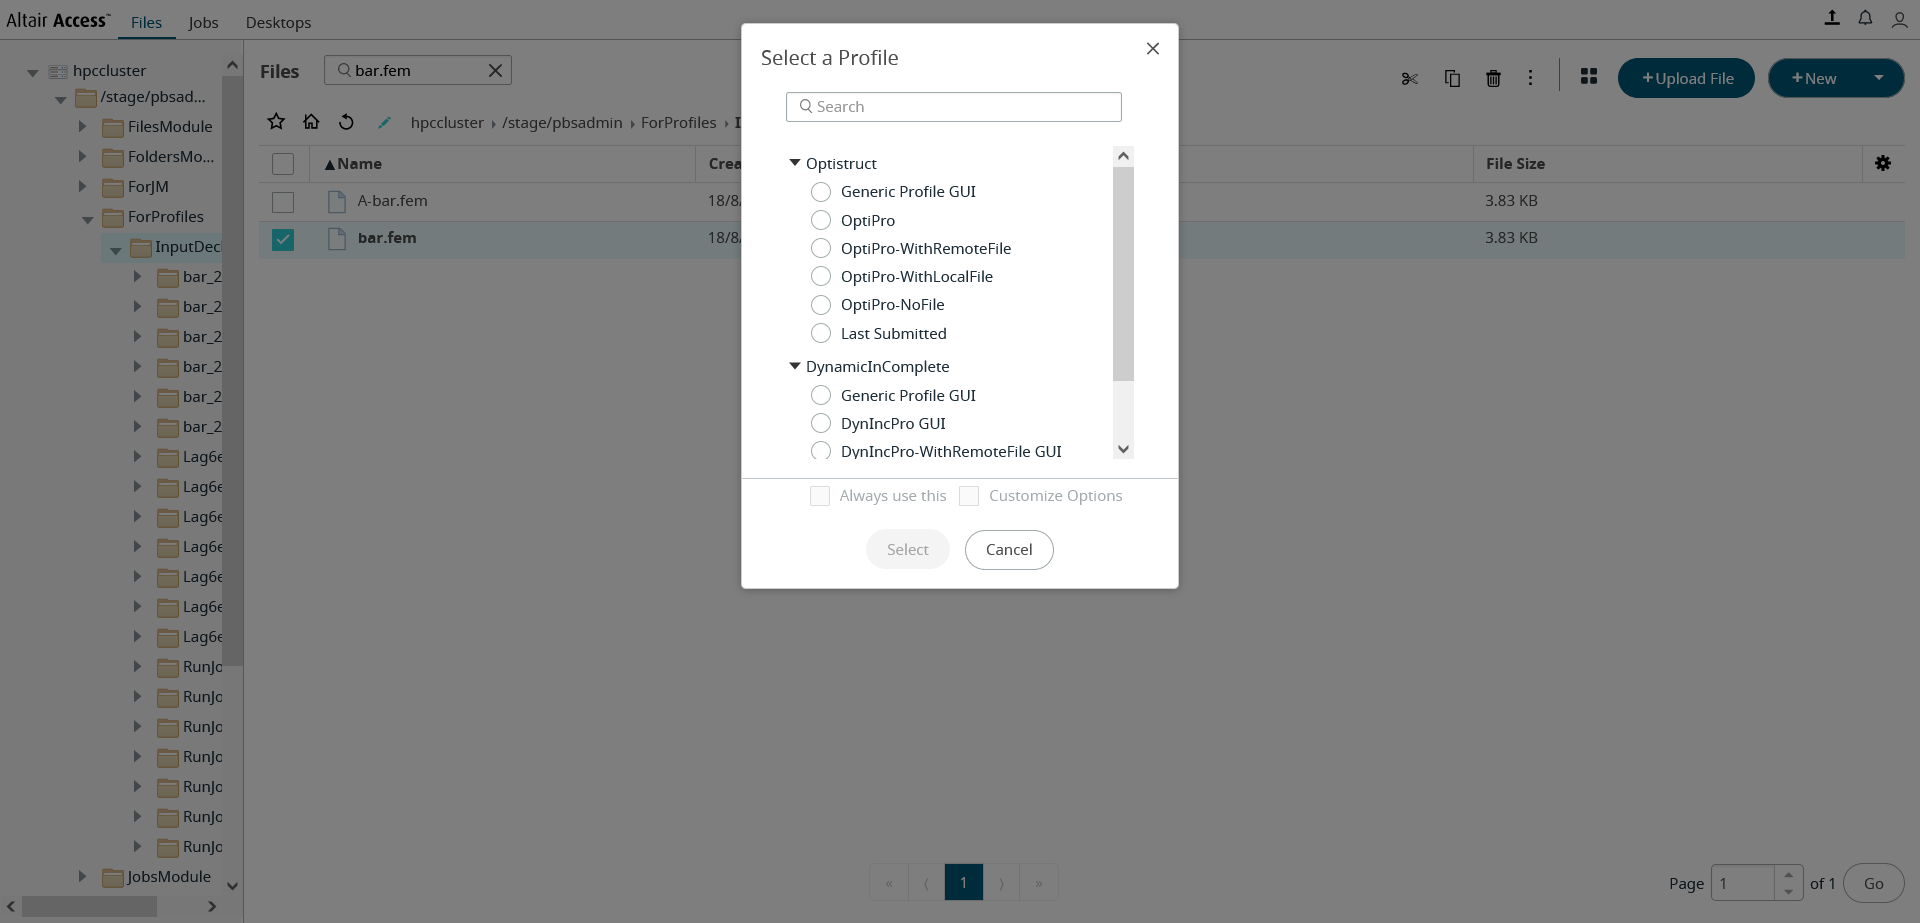 Altair Access™ Files Jobs Desktops
hpccluster
/stage/pbsad...
FilesModule
FoldersMo...
ForJM
ForProfiles
InputDeci
bar_2
bar_2
bar_2
bar_2
bar_2
bar_2
Lag6e
Lag6e
Lag6e
Lag6e
Lag6e
Lag6e
Lag6e
RunJo
RunJo
RunJo
RunJo
RunJo
RunJo
RunJo
JobsModule
Files bar.fem
+Upload File +New
hpccluster › /stage/pbsadmin › ForProfiles › I
▲Name Crea File Size
A-bar.fem 18/8/ 3.83 KB
bar.fem 18/8/ 3.83 KB
Select a Profile
Search
Optistruct
Generic Profile GUI
OptiPro
OptiPro-WithRemoteFile
OptiPro-WithLocalFile
OptiPro-NoFile
Last Submitted
DynamicInComplete
Generic Profile GUI
DynIncPro GUI
DynIncPro-WithRemoteFile GUI
Always use this Customize Options
Select Cancel
« ⟨ 1 ⟩ »
Page 1 of 1 Go